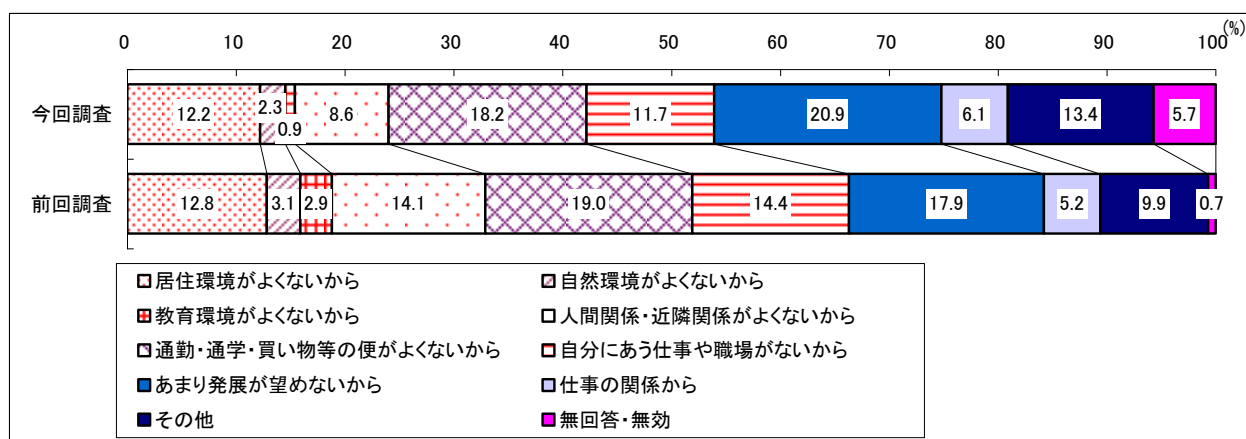 (%)
0 10 20 30 40 50 60 70 80 90 100
今回調査 12.2 2.3 0.9 8.6 18.2 11.7 20.9 6.1 13.4 5.7
前回調査 12.8 3.1 2.9 14.1 19.0 14.4 17.9 5.2 9.9 0.7
居住環境がよくないから 自然環境がよくないから
教育環境がよくないから 人間関係・近隣関係がよくないから
通勤・通学・買い物等の便がよくないから 自分にあう仕事や職場がないから
あまり発展が望めないから 仕事の関係から
その他 無回答・無効